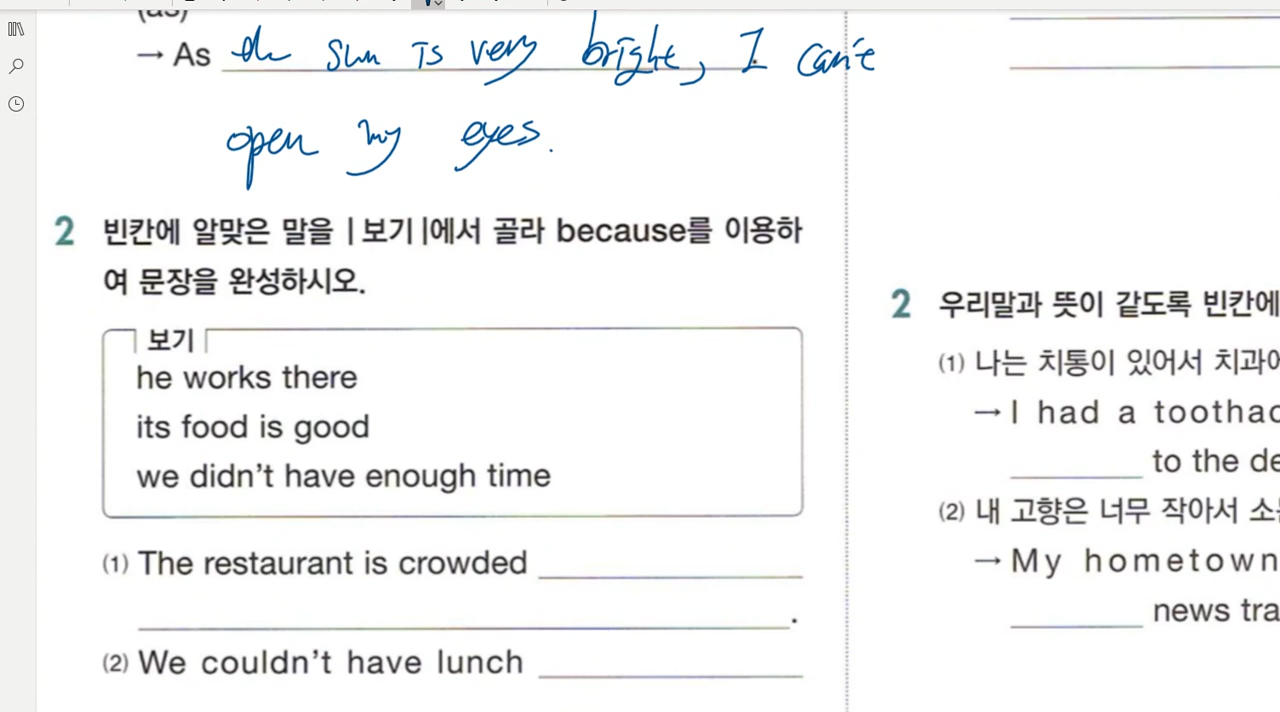 (as)
→ As the sun is very bright, I can't
open my eyes.
2 빈칸에 알맞은 말을 |보기|에서 골라 because를 이용하
여 문장을 완성하시오.
보기
he works there
its food is good
we didn't have enough time
(1) The restaurant is crowded
.
(2) We couldn't have lunch
2 우리말과 뜻이 같도록 빈칸에
(1) 나는 치통이 있어서 치과에
→ I had a toothac
to the de
(2) 내 고향은 너무 작아서 소
→ My hometown
news tra